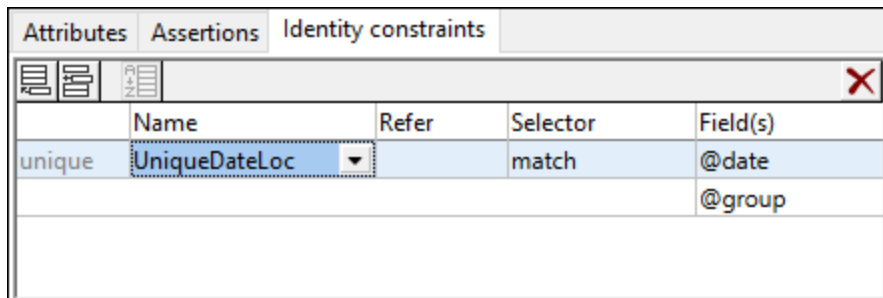 Attributes Assertions Identity constraints
Name Refer Selector Field(s)
unique UniqueDateLoc match @date
@group